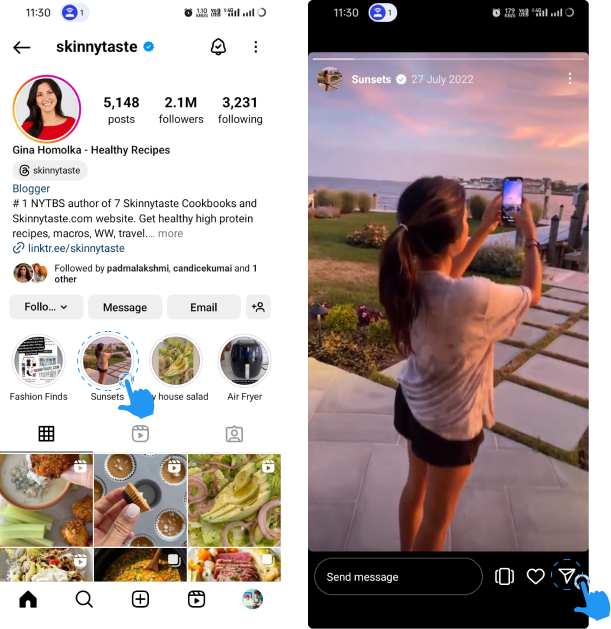 11:30
1
skinnytaste
5,148
2.1M
3,231
posts
followers
following
Gina Homolka - Healthy Recipes
skinnytaste
Blogger
# 1 NYTBS author of 7 Skinnytaste Cookbooks and
Skinnytaste.com website. Get healthy high protein
recipes, macros, WW, travel.... more
linktr.ee/skinnytaste
Followed by padmalakshmi, candicekumai and 1
other
Follo...
Message
Email
Fashion Finds
Sunsets
house salad
Air Fryer
11:30
1
Sunsets
27 July 2022
Send message